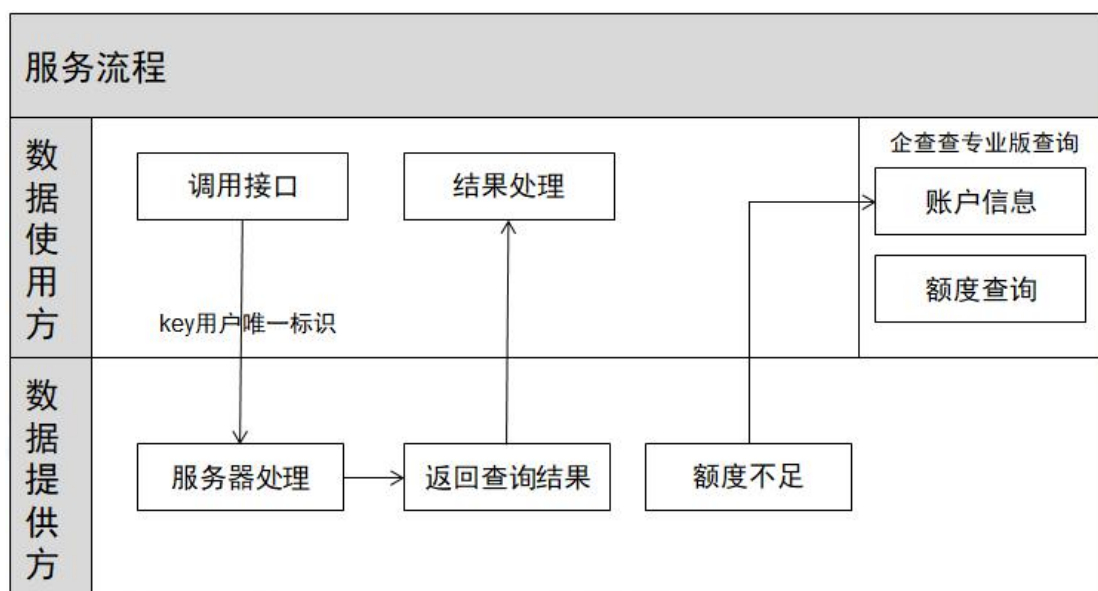 服务流程
数据使用方
调用接口
结果处理
企查查专业版查询
账户信息
额度查询
key用户唯一标识
数据提供方
服务器处理
返回查询结果
额度不足